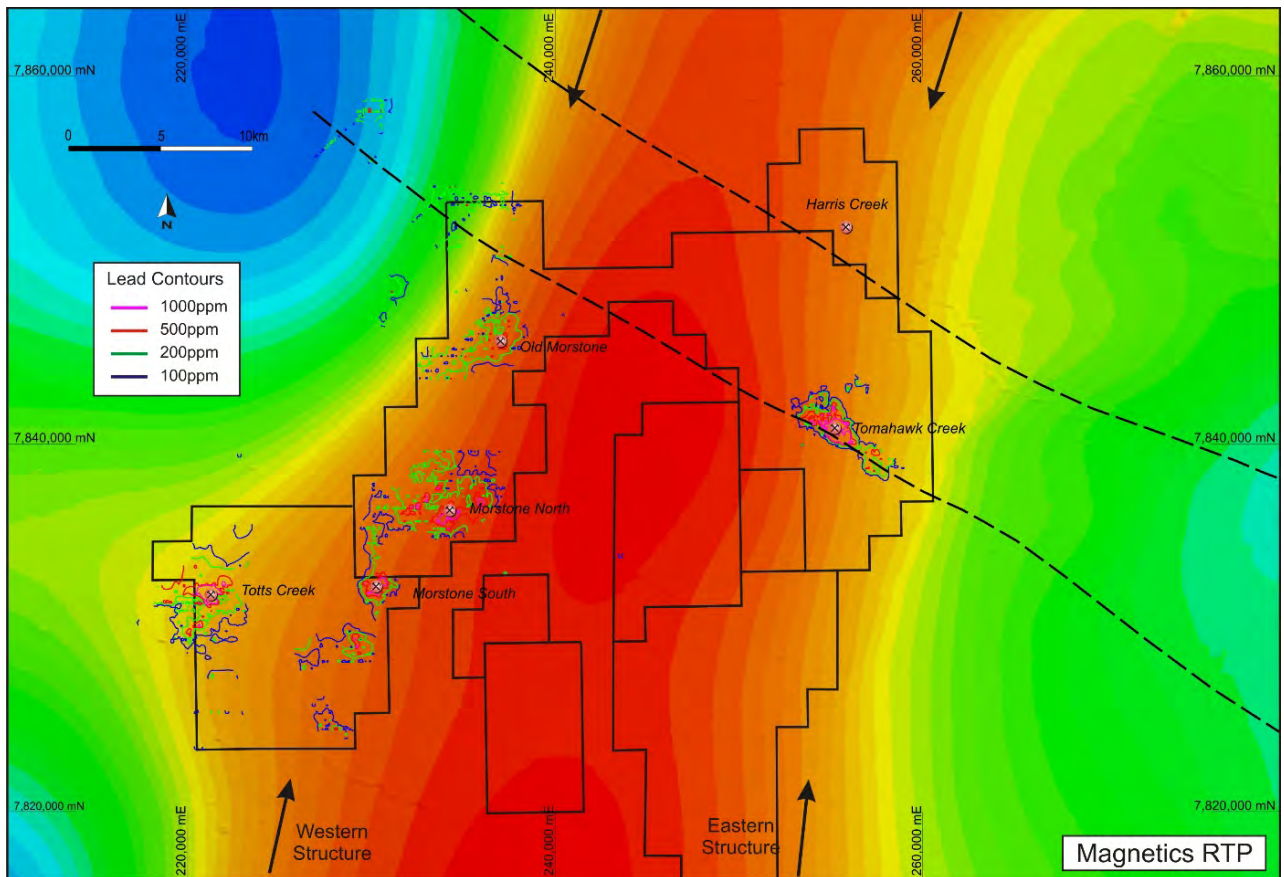 220,000 mE
240,000 mE
260,000 mE
7,860,000 mN
7,860,000 mN
0 5 10km
N
Harris Creek
Lead Contours
1000ppm
500ppm
200ppm
100ppm
Old Morstone
Tomahawk Creek
7,840,000 mN
7,840,000 mN
Morstone North
Totts Creek
Morstone South
7,820,000 mN
7,820,000 mN
220,000 mE
Western
Structure
240,000 mE
Eastern
Structure
260,000 mE
Magnetics RTP